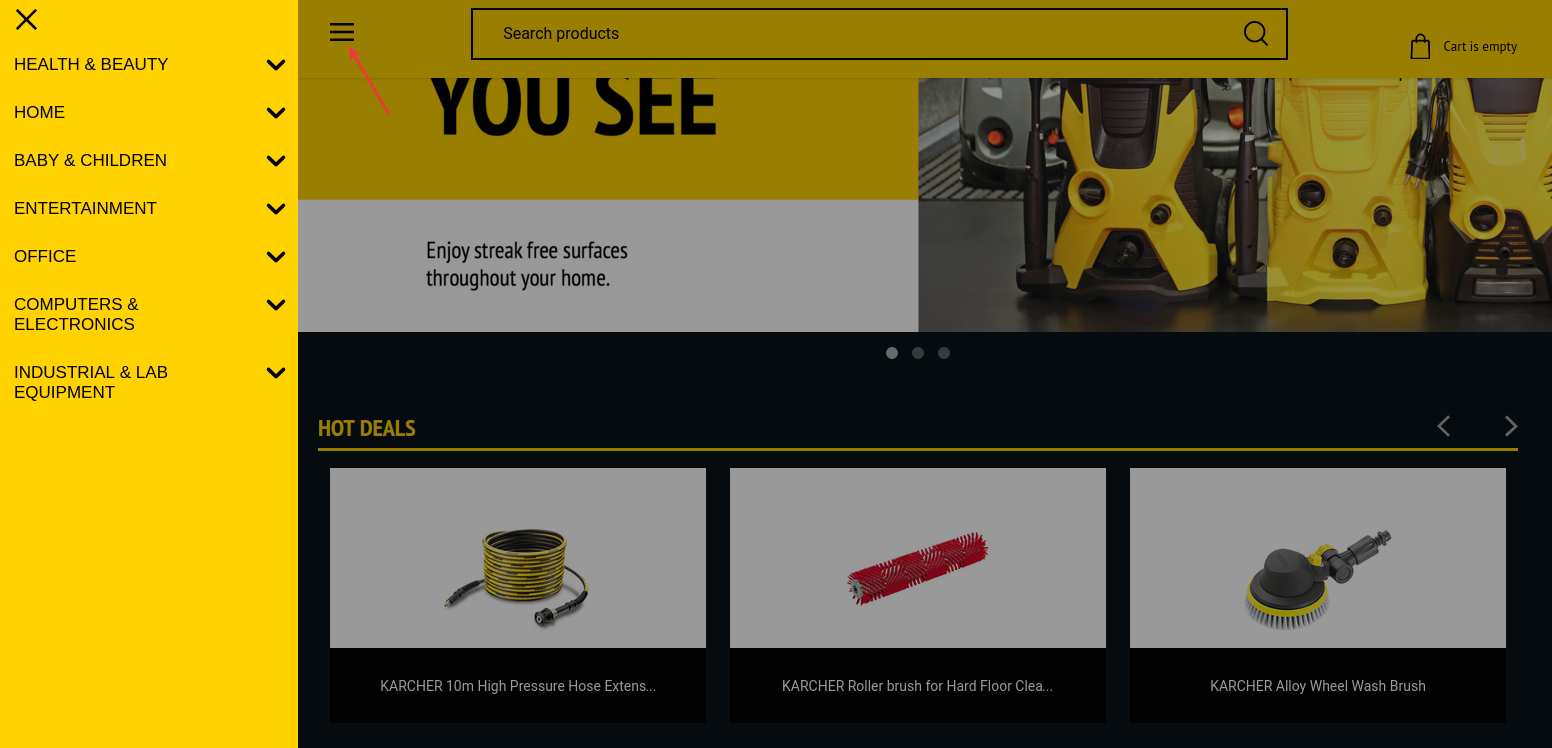 HEALTH & BEAUTY
HOME
BABY & CHILDREN
ENTERTAINMENT
OFFICE
COMPUTERS &
ELECTRONICS
INDUSTRIAL & LAB
EQUIPMENT
Search products
Cart is empty
YOU SEE
Enjoy streak free surfaces
throughout your home.
HOT DEALS
KARCHER 10m High Pressure Hose Extens...
KARCHER Roller brush for Hard Floor Clea...
KARCHER Alloy Wheel Wash Brush